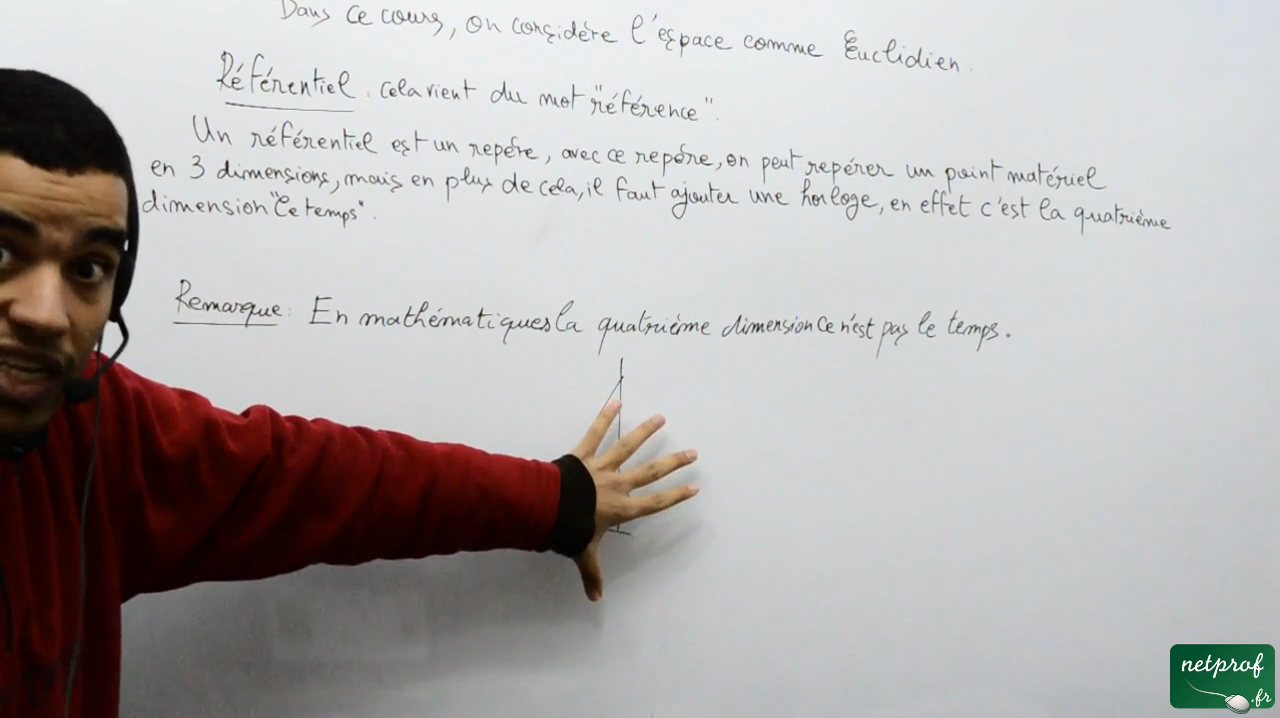 Dans ce cours, on considère l'espace comme Euclidien.
Référentiel : cela vient du mot "référence".
Un référentiel est un repère, avec ce repère, on peut repérer un point matériel
en 3 dimensions, mais en plus de cela, il faut ajouter une horloge, en effet c'est la quatrième
dimension "le temps".
Remarque : En mathématiques la quatrième dimension ce n'est pas le temps.
netprof
.fr